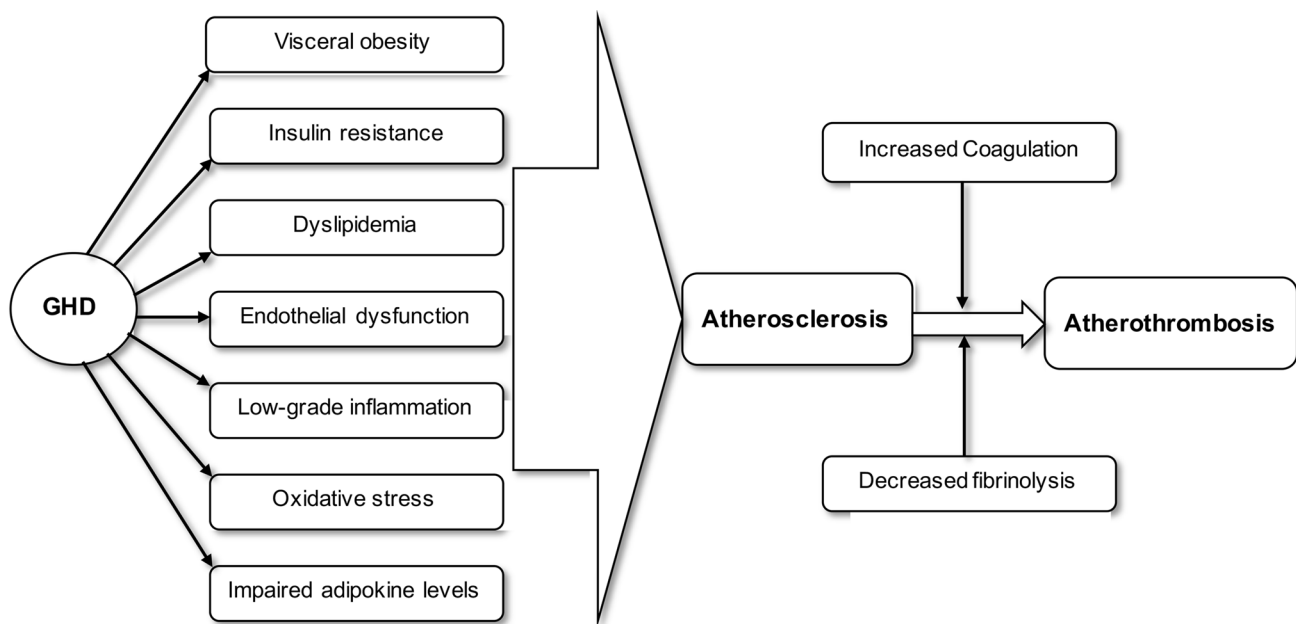 GHD
Visceral obesity
Insulin resistance
Dyslipidemia
Endothelial dysfunction
Low-grade inflammation
Oxidative stress
Impaired adipokine levels
Atherosclerosis
Increased Coagulation
Decreased fibrinolysis
Atherothrombosis